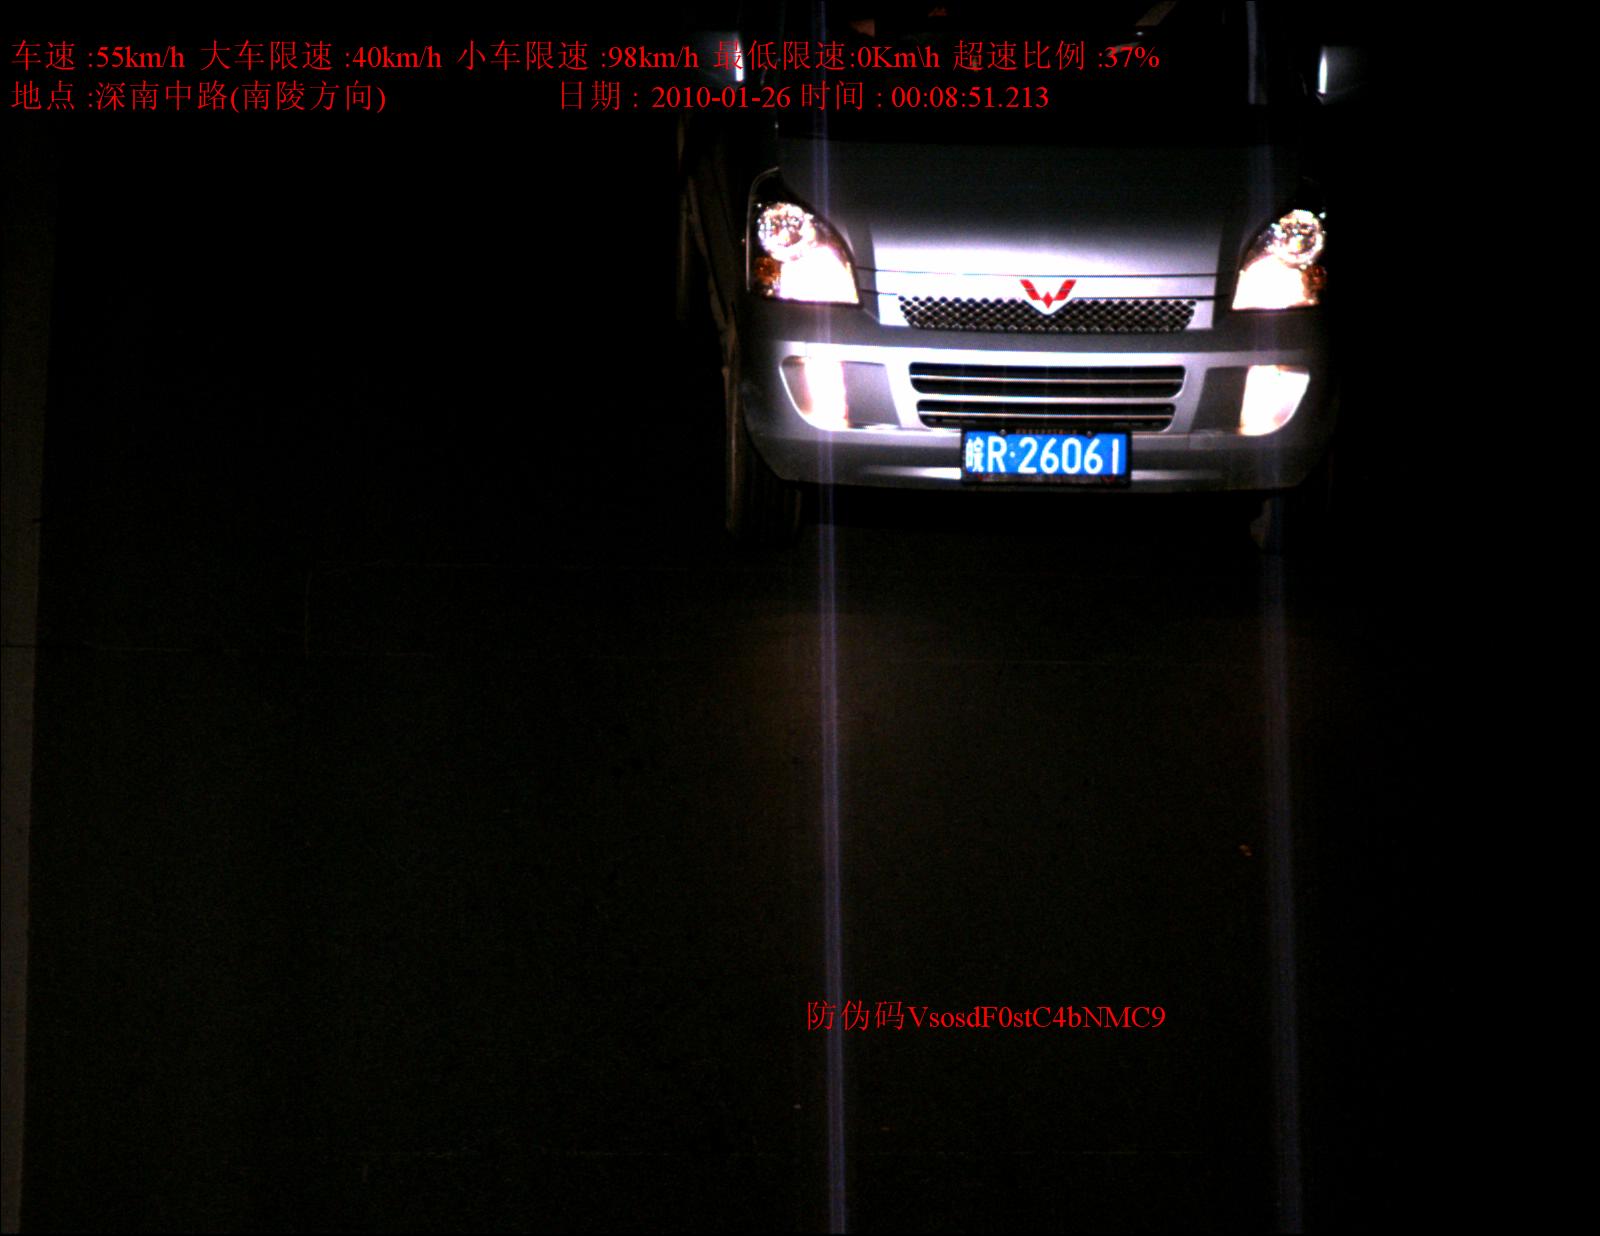 车速 :55km/h 大车限速 :40km/h 小车限速 :98km/h 最低限速:0Km\h 超速比例 :37%
地点 :深南中路(南陵方向) 日期 : 2010-01-26 时间 : 00:08:51.213
皖R·26061
防伪码VsosdF0stC4bNMC9